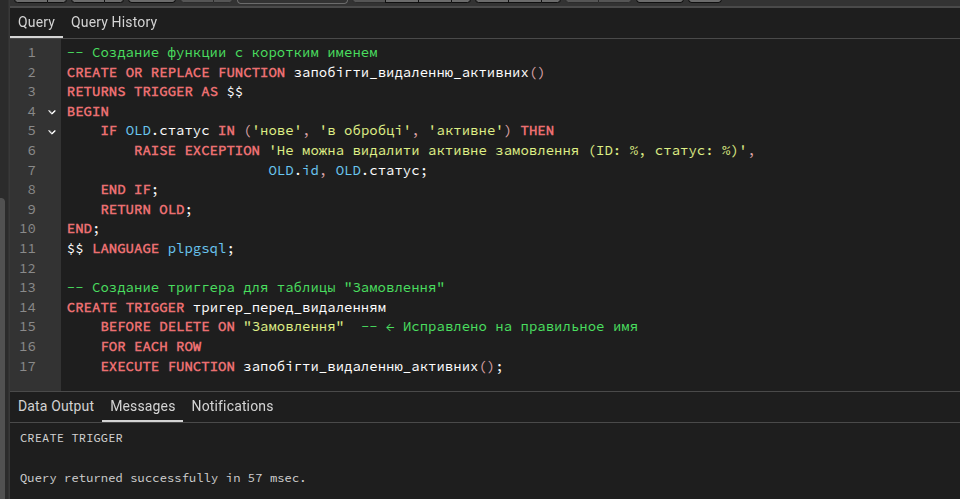 Query Query History
1 -- Создание функции с коротким именем
2 CREATE OR REPLACE FUNCTION запобігти_видаленню_активних()
3 RETURNS TRIGGER AS $$
4 BEGIN
5 IF OLD.статус IN ('нове', 'в обробці', 'активне') THEN
6 RAISE EXCEPTION 'Не можна видалити активне замовлення (ID: %, статус: %)',
7 OLD.id, OLD.статус;
8 END IF;
9 RETURN OLD;
10 END;
11 $$ LANGUAGE plpgsql;
12
13 -- Создание триггера для таблицы "Замовлення"
14 CREATE TRIGGER тригер_перед_видаленням
15 BEFORE DELETE ON "Замовлення" -- ← Исправлено на правильное имя
16 FOR EACH ROW
17 EXECUTE FUNCTION запобігти_видаленню_активних();
Data Output Messages Notifications
CREATE TRIGGER
Query returned successfully in 57 msec.